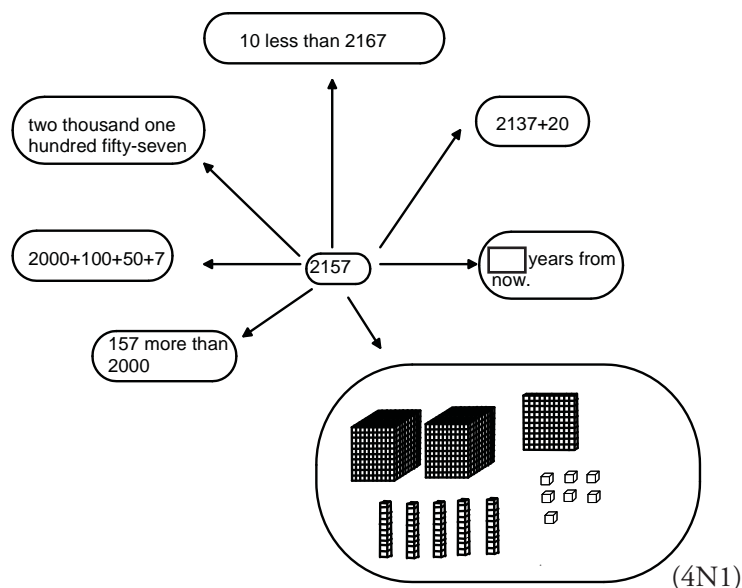 10 less than 2167
two thousand one
hundred fifty-seven
2137+20
2000+100+50+7
2157
years from
now.
157 more than
2000
(4N1)